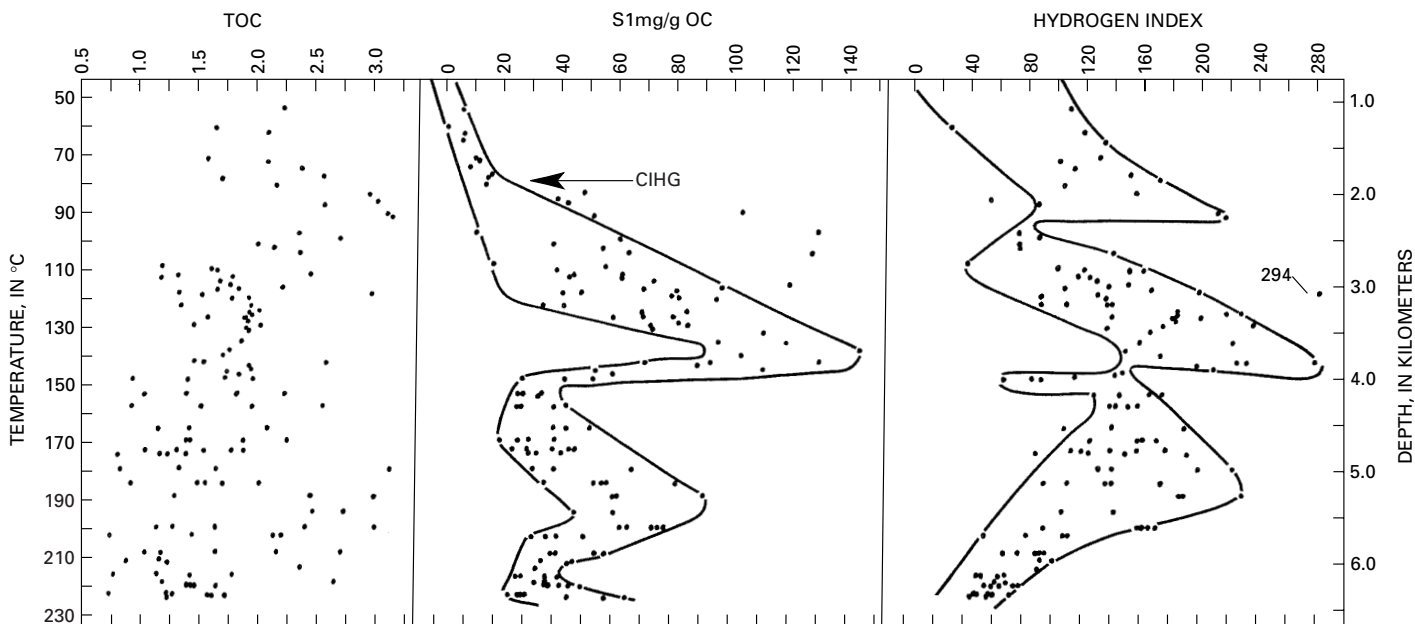 TOC
S1mg/g OC
HYDROGEN INDEX
0.5 1.0 1.5 2.0 2.5 3.0
0 20 40 60 80 100 120 140
0 40 80 120 160 200 240 280
TEMPERATURE, IN °C
50
70
90
110
130
150
170
190
210
230
CIHG
294
1.0
2.0
3.0
4.0
5.0
6.0
DEPTH, IN KILOMETERS